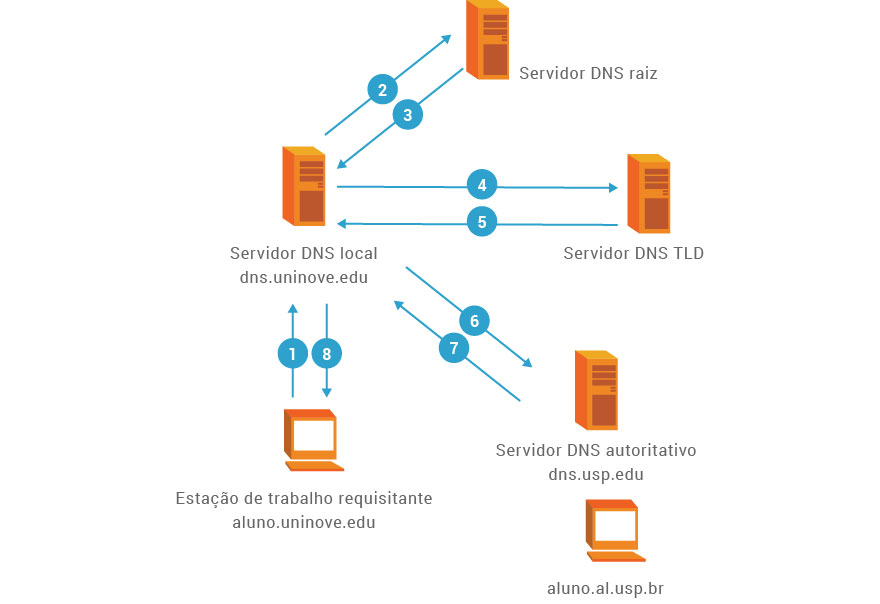 2
3
Servidor DNS raiz
4
5
Servidor DNS local
dns.uninove.edu
Servidor DNS TLD
6
7
1
8
Servidor DNS autoritativo
dns.usp.edu
Estação de trabalho requisitante
aluno.uninove.edu
aluno.al.usp.br